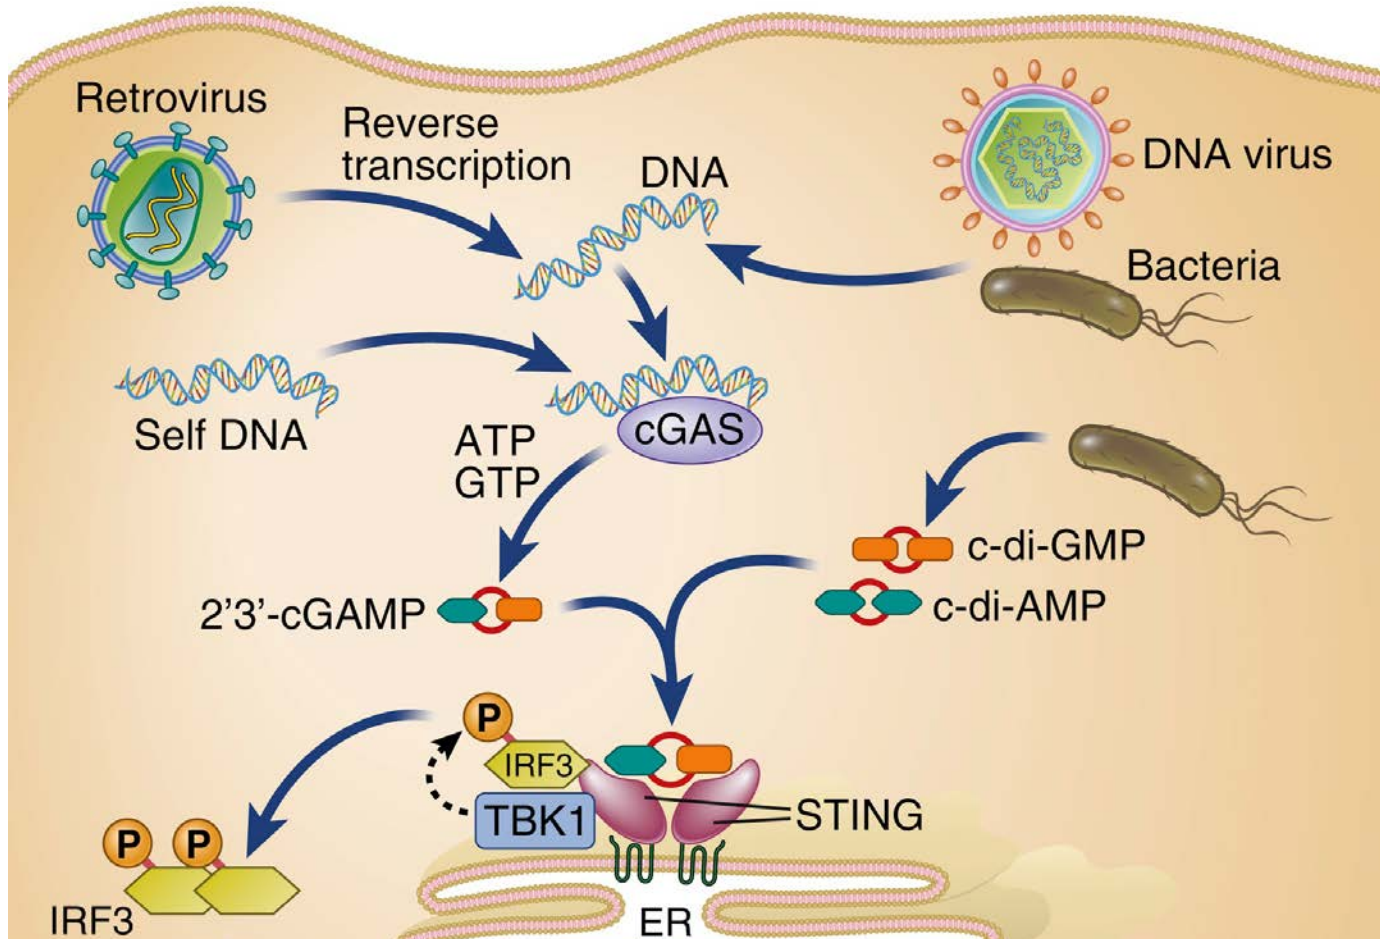 Retrovirus
Reverse
transcription
DNA
DNA virus
Bacteria
Self DNA
cGAS
ATP
GTP
c-di-GMP
c-di-AMP
2'3'-cGAMP
P
IRF3
TBK1
STING
P
P
IRF3
ER